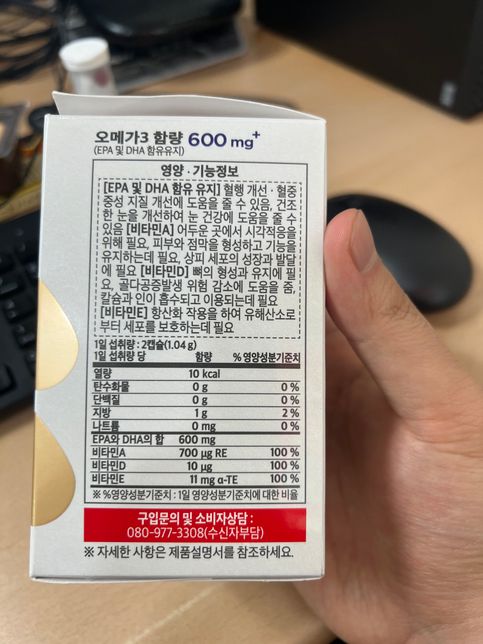 오메가3 함량 600 mg+
(EPA 및 DHA 함유유지)
영양 · 기능정보
[EPA 및 DHA 함유 유지] 혈행 개선 · 혈중
중성 지질 개선에 도움을 줄 수 있음, 건조
한 눈을 개선하여 눈 건강에 도움을 줄 수
있음 [비타민A] 어두운 곳에서 시각적응을
위해 필요, 피부와 점막을 형성하고 기능을
유지하는데 필요, 상피 세포의 성장과 발달
에 필요 [비타민D] 뼈의 형성과 유지에 필
요, 골다공증발생 위험 감소에 도움을 줌,
칼슘과 인이 흡수되고 이용되는데 필요
[비타민E] 항산화 작용을 하여 유해산소로
부터 세포를 보호하는데 필요
1일 섭취량 : 2캡슐(1.04 g)
1일 섭취량 당 함량 % 영양성분기준치
열량 10 kcal
탄수화물 0 g 0 %
단백질 0 g 0 %
지방 1 g 2 %
나트륨 0 mg 0 %
EPA와 DHA의 합 600 mg
비타민A 700 µg RE 100 %
비타민D 10 µg 100 %
비타민E 11 mg α-TE 100 %
※ %영양성분기준치 : 1일 영양성분기준치에 대한 비율
구입문의 및 소비자상담 :
080-977-3308(수신자부담)
※ 자세한 사항은 제품설명서를 참조하세요.